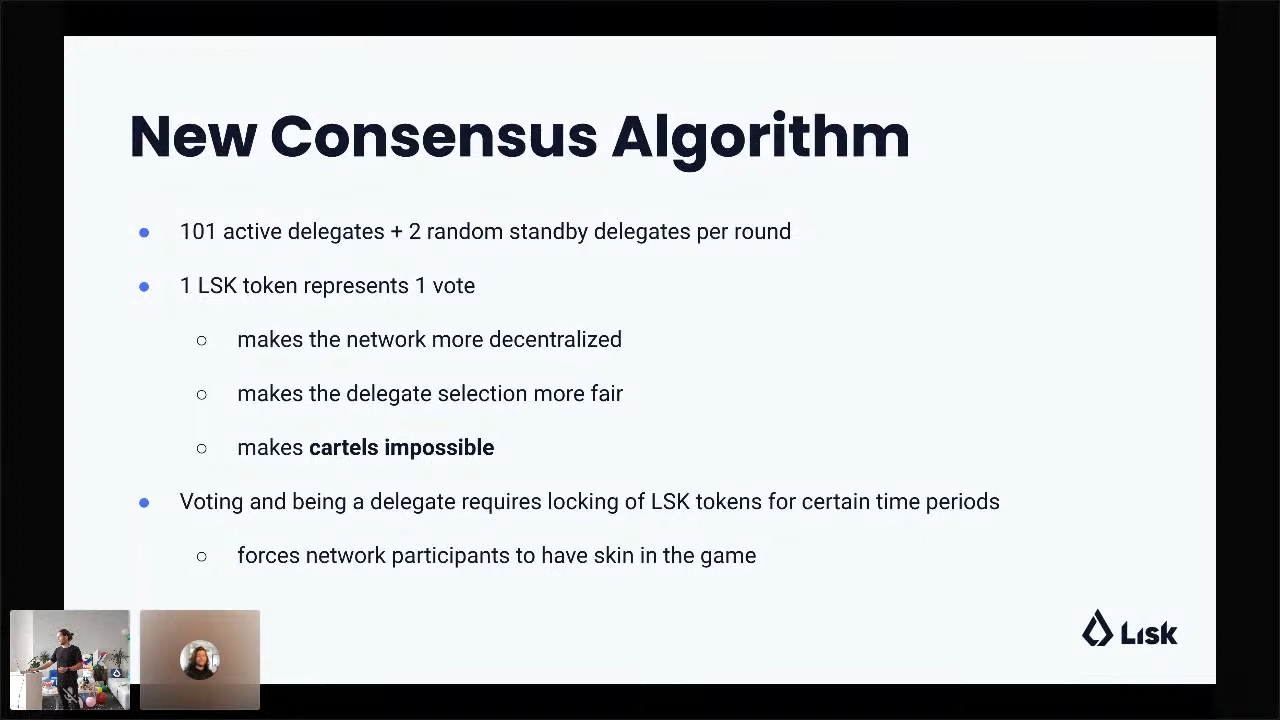 New Consensus Algorithm
101 active delegates + 2 random standby delegates per round
1 LSK token represents 1 vote
makes the network more decentralized
makes the delegate selection more fair
makes cartels impossible
Voting and being a delegate requires locking of LSK tokens for certain time periods
forces network participants to have skin in the game
Lisk